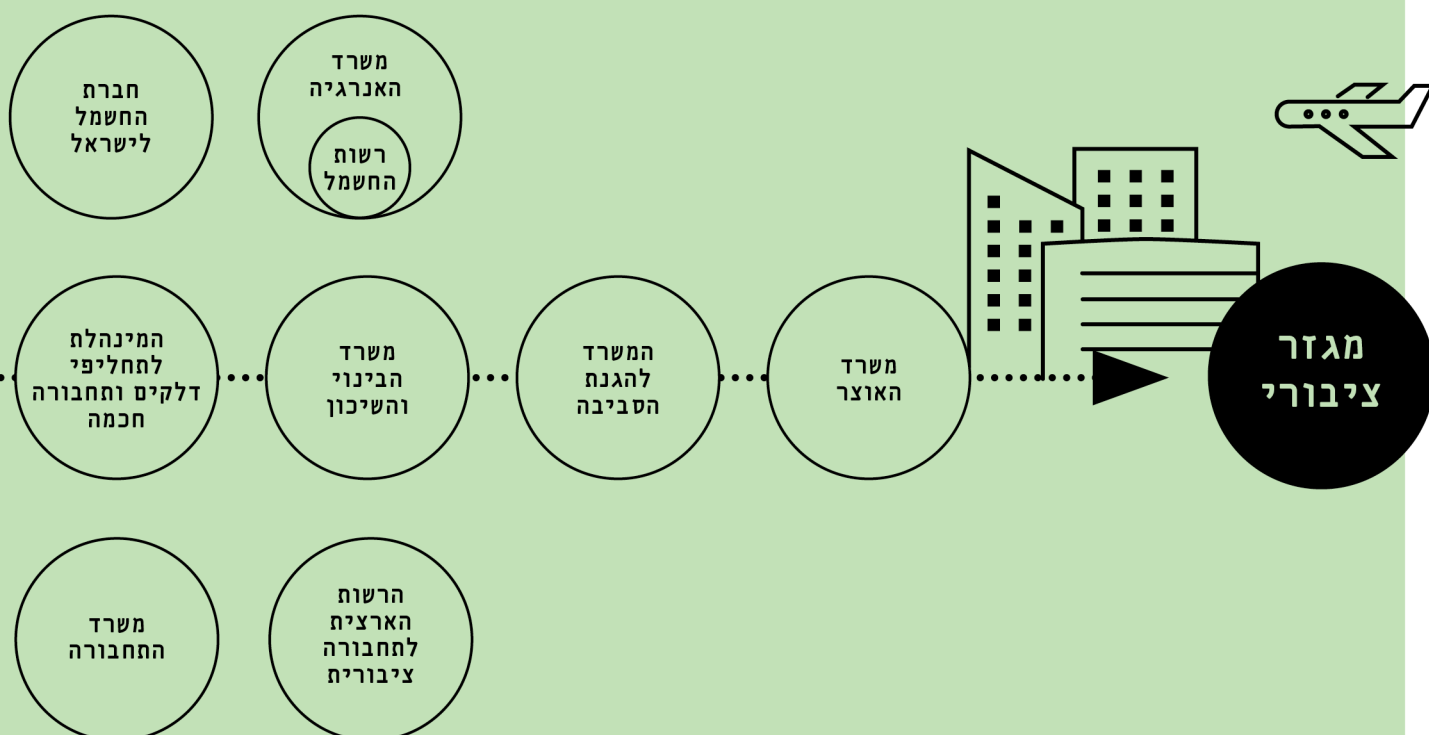 משרד
האנרגיה
רשות
החשמל
חברת
החשמל
לישראל
מגזר
ציבורי
משרד
האוצר
המשרד
להגנת
הסביבה
משרד
הבינוי
והשיכון
המינהלת
לתחליפי
דלקים ותחבורה
חכמה
הרשות
הארצית
לתחבורה
ציבורית
משרד
התחבורה